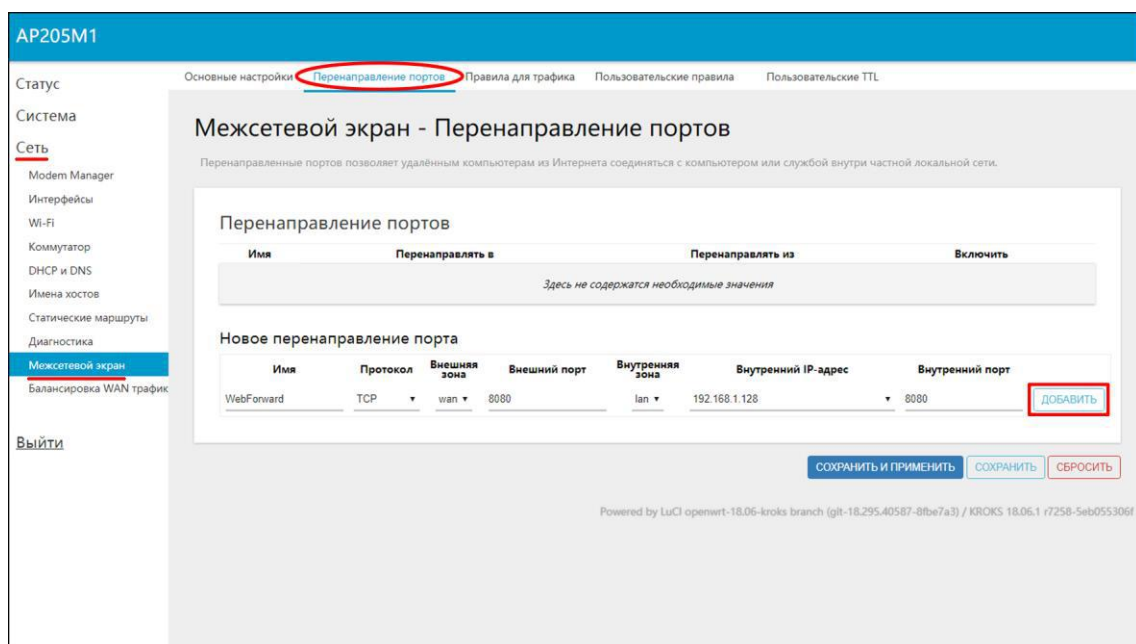 AP205M1
Статус
Система
Сеть
Modem Manager
Интерфейсы
Wi-Fi
Коммутатор
DHCP и DNS
Имена хостов
Статические маршруты
Диагностика
Межсетевой экран
Балансировка WAN трафик
Выйти
Основные настройки Перенаправление портов Правила для трафика Пользовательские правила Пользовательские TTL
Межсетевой экран - Перенаправление портов
Перенаправленные портов позволяет удалённым компьютерам из Интернета соединяться с компьютером или службой внутри частной локальной сети.
Перенаправление портов
Имя Перенаправлять в Перенаправлять из Включить
Здесь не содержатся необходимые значения
Новое перенаправление порта
Имя Протокол Внешняя зона Внешний порт Внутренняя зона Внутренний IP-адрес Внутренний порт
WebForward TCP wan 8080 lan 192.168.1.128 8080 ДОБАВИТЬ
СОХРАНИТЬ И ПРИМЕНИТЬ СОХРАНИТЬ СБРОСИТЬ
Powered by LuCI openwrt-18.06-kroks branch (git-18.295.40587-8fbe7a3) / KROKS 18.06.1 r7258-5eb055306f